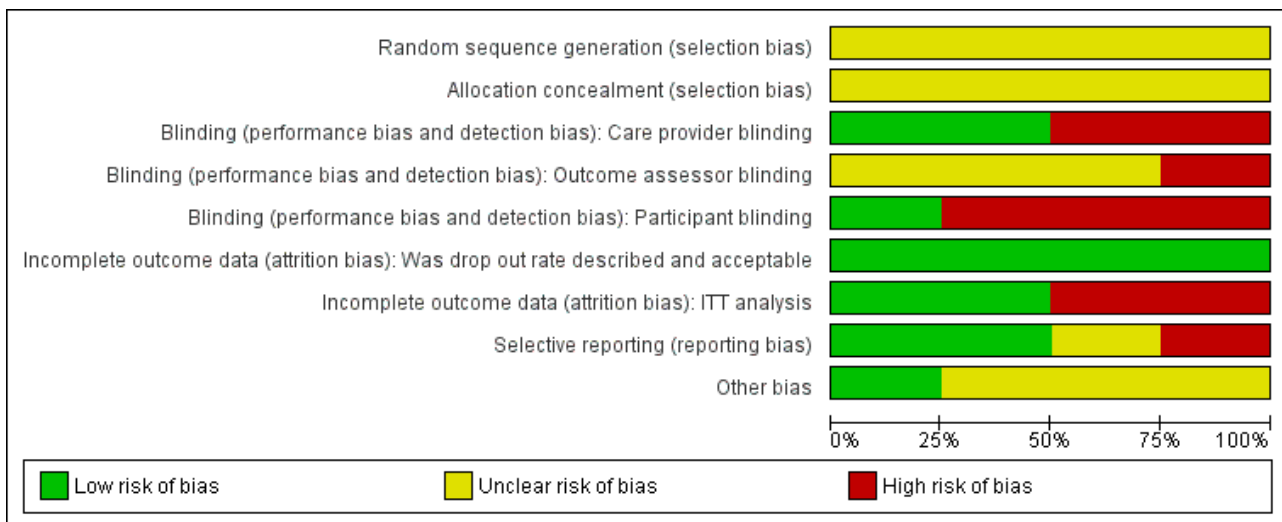 Random sequence generation (selection bias)
Allocation concealment (selection bias)
Blinding (performance bias and detection bias): Care provider blinding
Blinding (performance bias and detection bias): Outcome assessor blinding
Blinding (performance bias and detection bias): Participant blinding
Incomplete outcome data (attrition bias): Was drop out rate described and acceptable
Incomplete outcome data (attrition bias): ITT analysis
Selective reporting (reporting bias)
Other bias
0% 25% 50% 75% 100%
Low risk of bias Unclear risk of bias High risk of bias